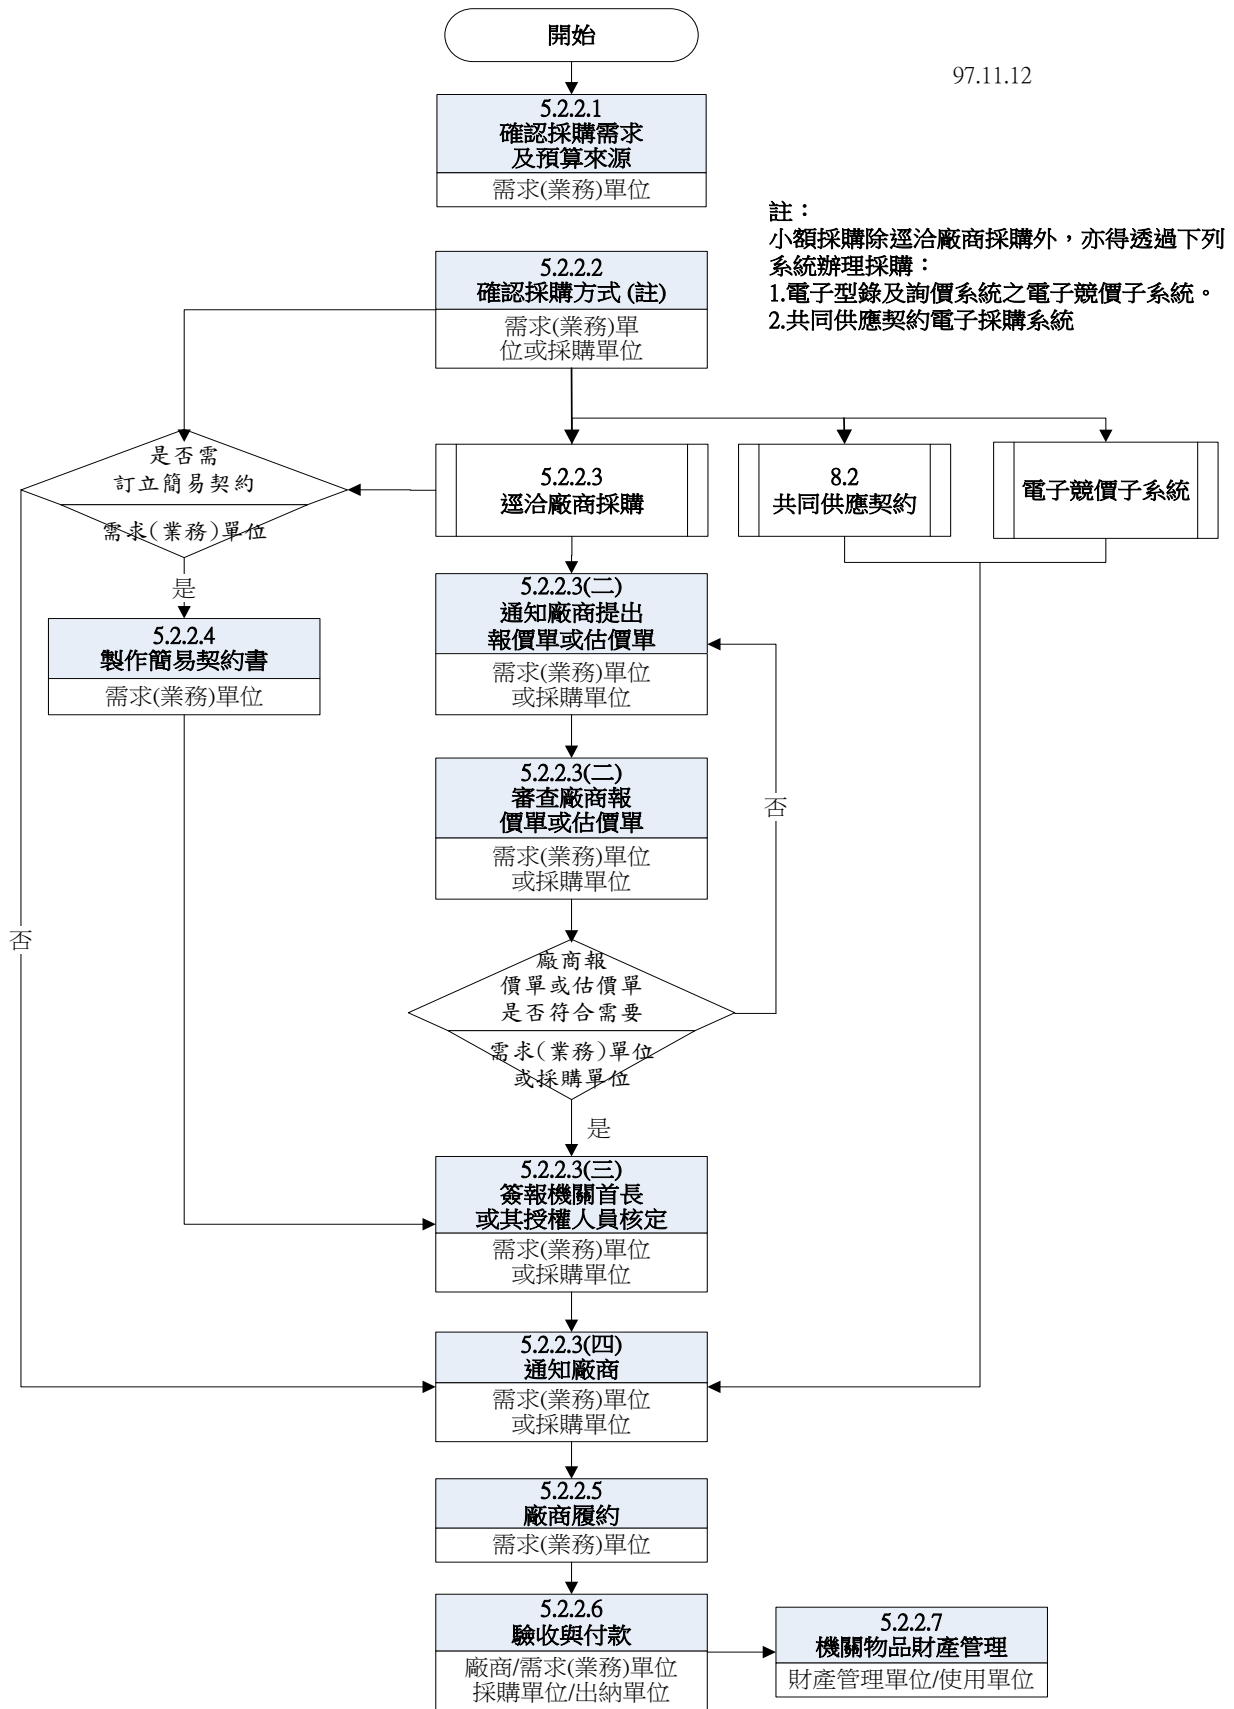 開始
97.11.12
5.2.2.1
確認採購需求
及預算來源
需求(業務)單位
註：
小額採購除逕洽廠商採購外，亦得透過下列
系統辦理採購：
1.電子型錄及詢價系統之電子競價子系統。
2.共同供應契約電子採購系統
5.2.2.2
確認採購方式 (註)
需求(業務)單
位或採購單位
是否需
訂立簡易契約
需求(業務)單位
5.2.2.3
逕洽廠商採購
8.2
共同供應契約
電子競價子系統
是
5.2.2.4
製作簡易契約書
需求(業務)單位
5.2.2.3(二)
通知廠商提出
報價單或估價單
需求(業務)單位
或採購單位
5.2.2.3(二)
審查廠商報
價單或估價單
需求(業務)單位
或採購單位
否
否
廠商報
價單或估價單
是否符合需要
需求(業務)單位
或採購單位
是
5.2.2.3(三)
簽報機關首長
或其授權人員核定
需求(業務)單位
或採購單位
5.2.2.3(四)
通知廠商
需求(業務)單位
或採購單位
5.2.2.5
廠商履約
需求(業務)單位
5.2.2.6
驗收與付款
廠商/需求(業務)單位
採購單位/出納單位
5.2.2.7
機關物品財產管理
財產管理單位/使用單位